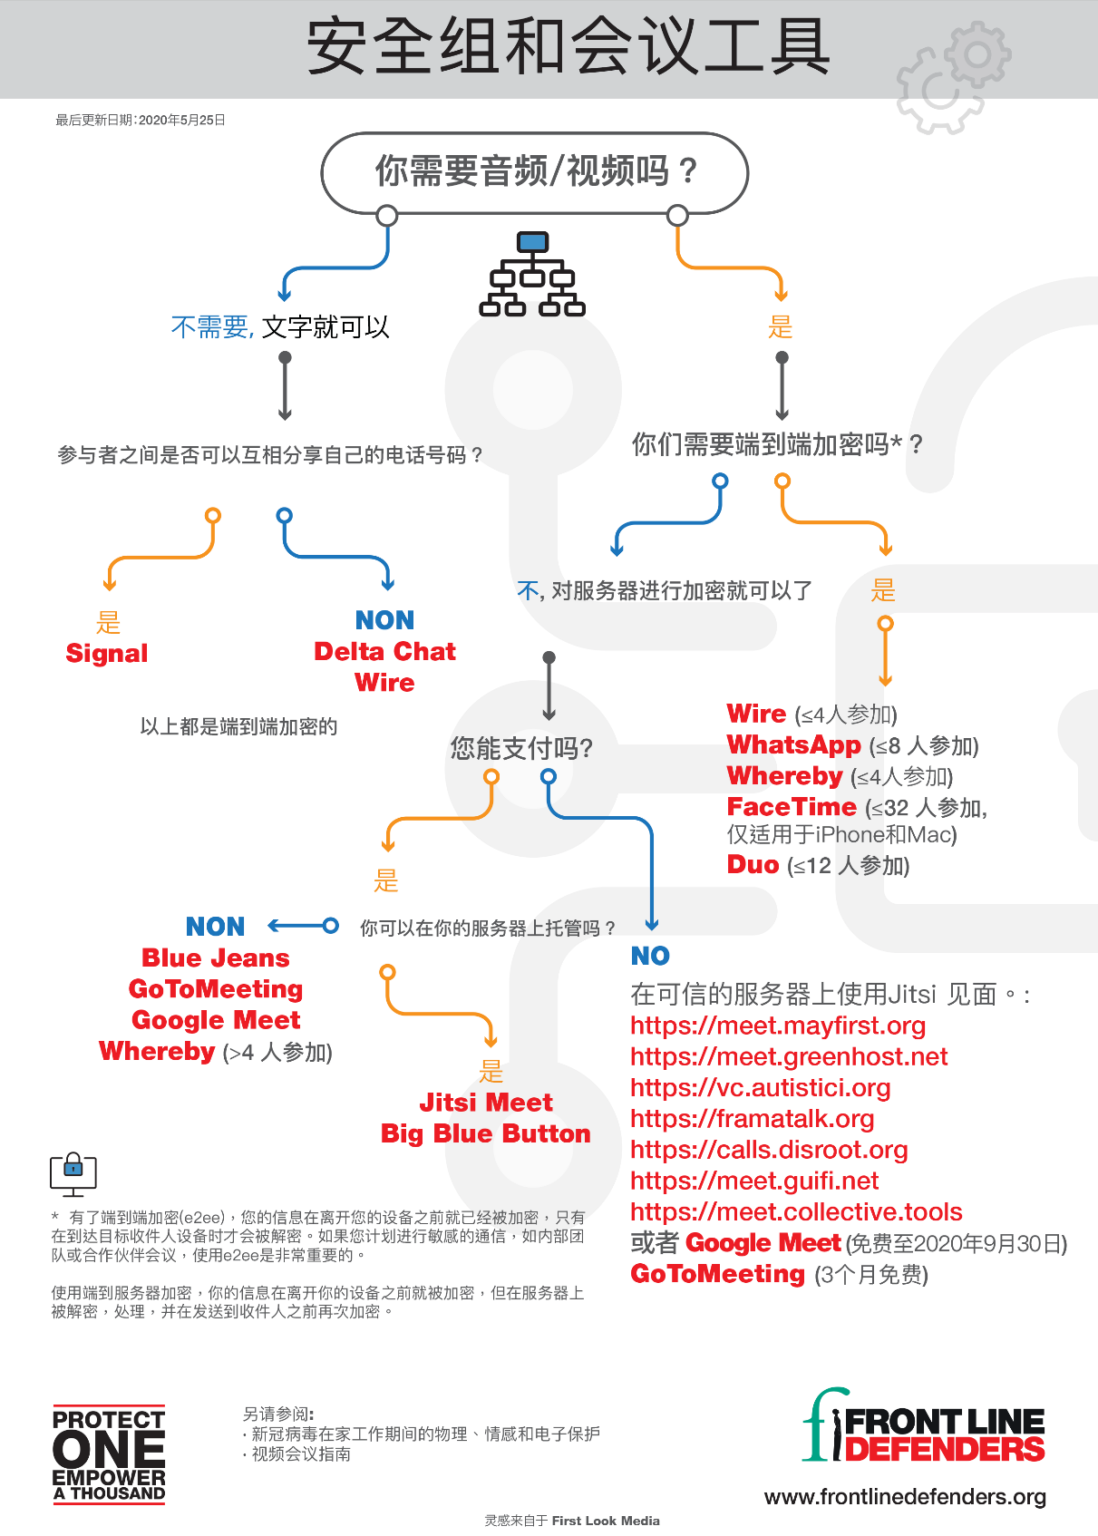 安全组和会议工具
最后更新日期：2020年5月25日
你需要音频/视频吗？
不需要, 文字就可以
是
参与者之间是否可以互相分享自己的电话号码？
你们需要端到端加密吗*？
是
Signal
NON
Delta Chat
Wire
以上都是端到端加密的
不, 对服务器进行加密就可以了
是
Wire (≤4人参加)
WhatsApp (≤8 人参加)
Whereby (≤4人参加)
FaceTime (≤32 人参加,
仅适用于iPhone和Mac)
Duo (≤12 人参加)
您能支付吗?
是
你可以在你的服务器上托管吗？
NON
Blue Jeans
GoToMeeting
Google Meet
Whereby (>4 人参加)
是
Jitsi Meet
Big Blue Button
NO
在可信的服务器上使用Jitsi 见面。:
https://meet.mayfirst.org
https://meet.greenhost.net
https://vc.autistici.org
https://framatalk.org
https://calls.disroot.org
https://meet.guifi.net
https://meet.collective.tools
或者 Google Meet (免费至2020年9月30日)
GoToMeeting (3个月免费)
* 有了端到端加密(e2ee)，您的信息在离开您的设备之前就已经被加密，只有
在到达目标收件人设备时才会被解密。如果您计划进行敏感的通信，如内部团
队或合作伙伴会议，使用e2ee是非常重要的。
使用端到服务器加密，你的信息在离开你的设备之前就被加密，但在服务器上
被解密，处理，并在发送到收件人之前再次加密。
PROTECT
ONE
EMPOWER
A THOUSAND
另请参阅:
· 新冠病毒在家工作期间的物理、情感和电子保护
· 视频会议指南
FRONT LINE
DEFENDERS
www.frontlinedefenders.org
灵感来自于 First Look Media